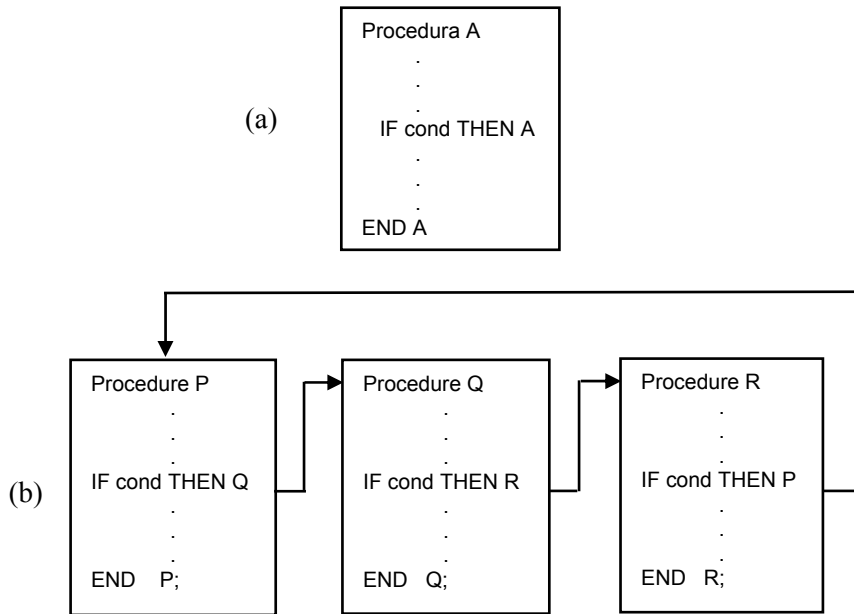 Procedura A
.
.
.
(a)
IF cond THEN A
.
.
.
END A
Procedure P
.
.
.
(b)
IF cond THEN Q
.
.
.
END P;
Procedure Q
.
.
.
IF cond THEN R
.
.
.
END Q;
Procedure R
.
.
.
IF cond THEN P
.
.
.
END R;